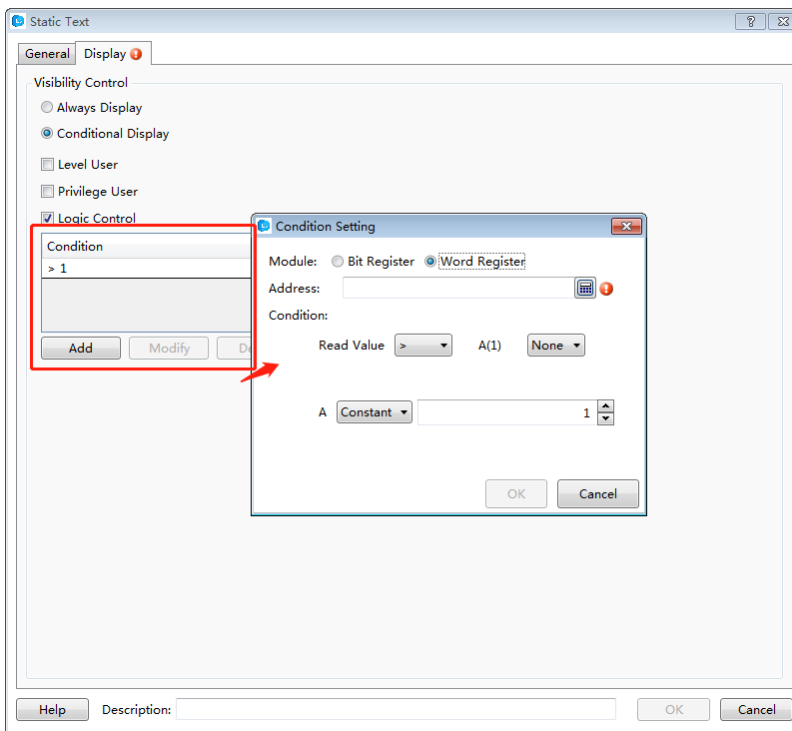 Static Text
General Display
Visibility Control
Always Display
Conditional Display
Level User
Privilege User
Logic Control
Condition
> 1
Add Modify
Condition Setting
Module: Bit Register Word Register
Address:
Condition:
Read Value > A(1) None
A Constant 1
OK Cancel
Help Description: OK Cancel